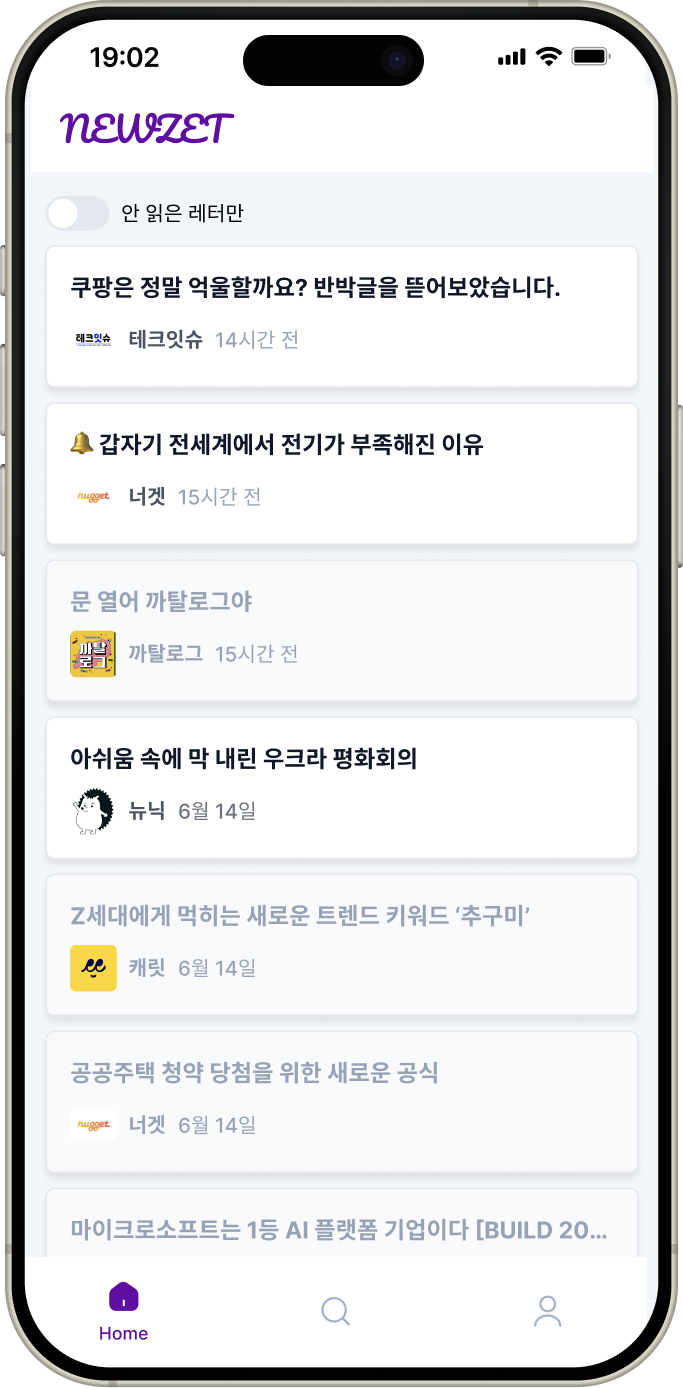 19:02
NEWZET
안 읽은 레터만
쿠팡은 정말 억울할까요? 반박글을 뜯어보았습니다.
테크잇슈
테크잇슈 14시간 전
🔔 갑자기 전세계에서 전기가 부족해진 이유
nugget
너겟 15시간 전
문 열어 까탈로그야
까탈
로그
까탈로그 15시간 전
아쉬움 속에 막 내린 우크라 평화회의
뉴닉 6월 14일
Z세대에게 먹히는 새로운 트렌드 키워드 ‘추구미’
캐릿 6월 14일
공공주택 청약 당첨을 위한 새로운 공식
nugget
너겟 6월 14일
마이크로소프트는 1등 AI 플랫폼 기업이다 [BUILD 20...
Home